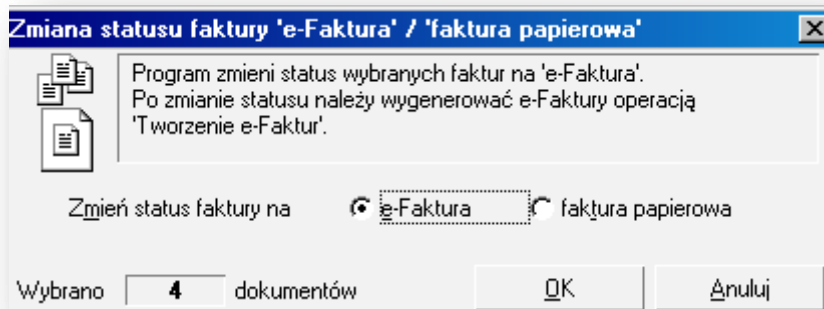 Zmiana statusu faktury 'e-Faktura' / 'faktura papierowa'
Program zmieni status wybranych faktur na 'e-Faktura'.
Po zmianie statusu należy wygenerować e-Faktury operacją
'Tworzenie e-Faktur'.
Zmień status faktury na e-Faktura faktura papierowa
Wybrano 4 dokumentów OK Anuluj